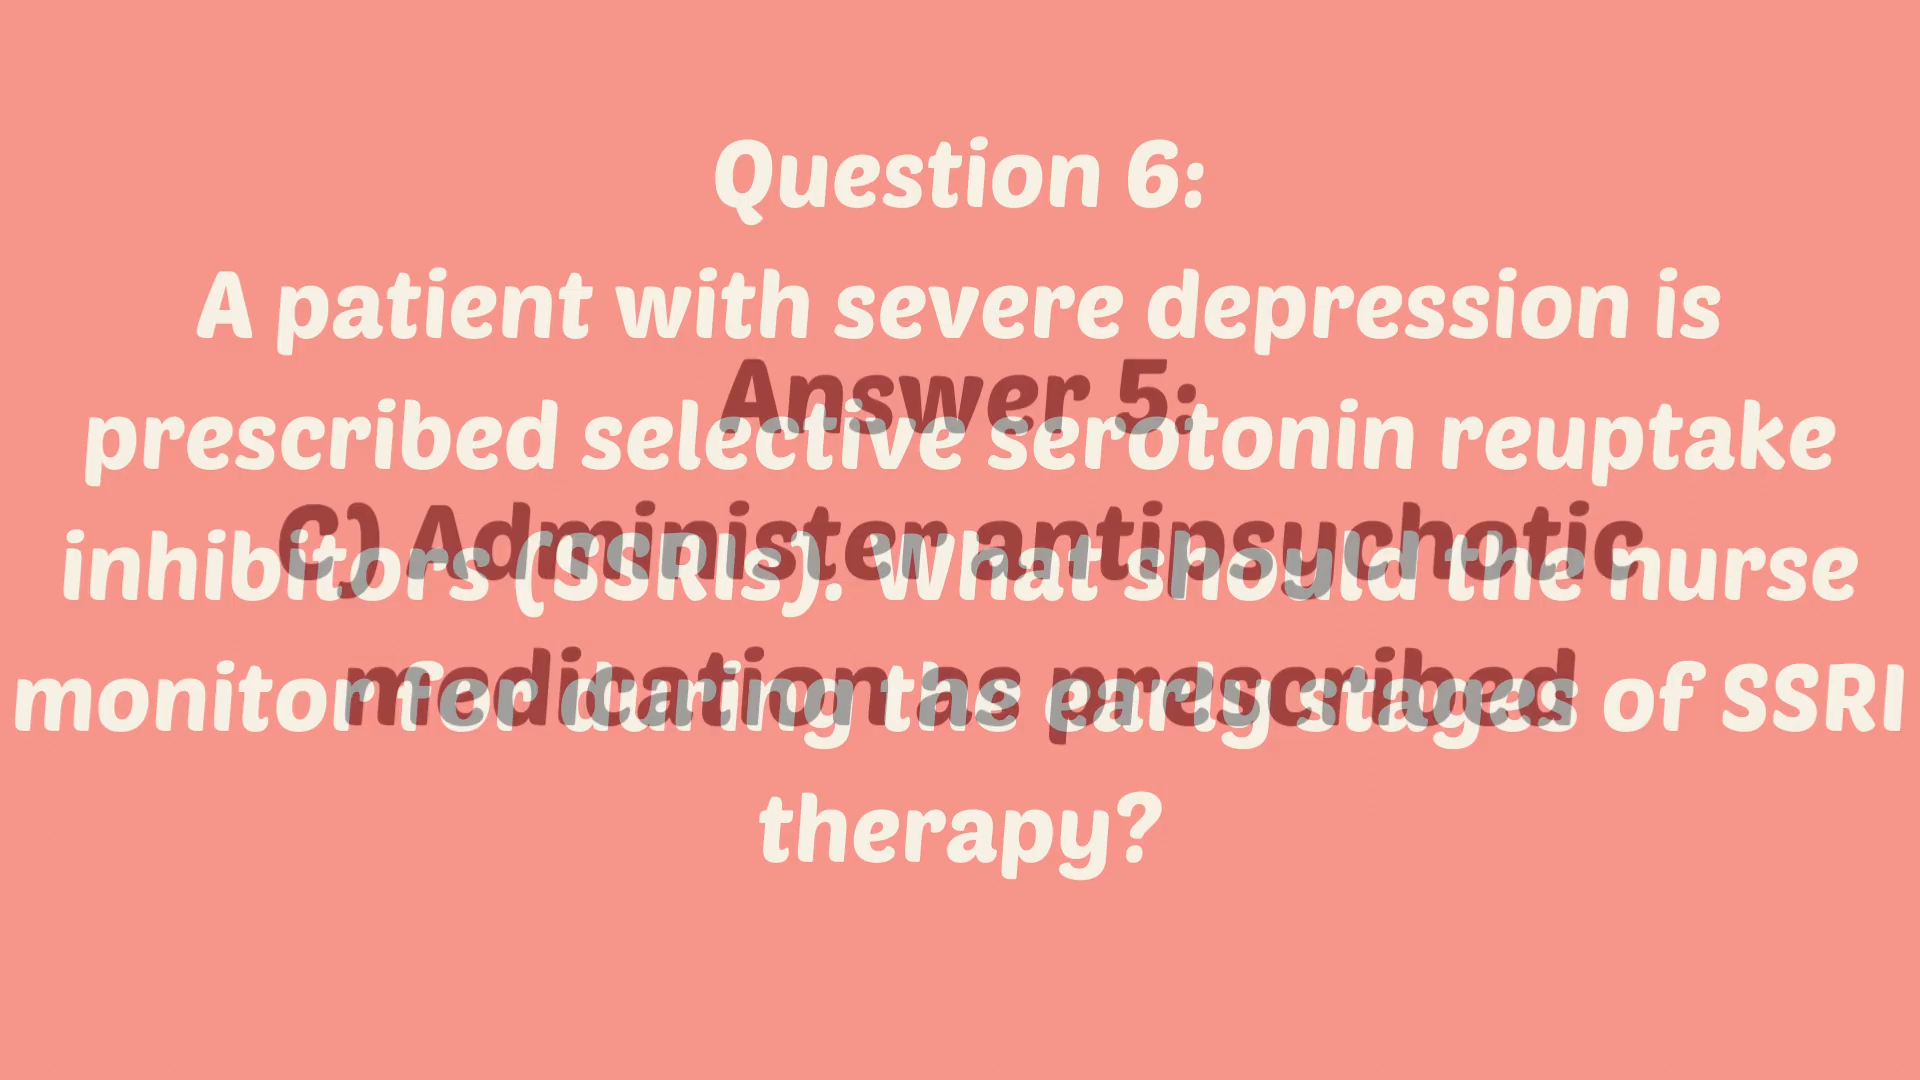 Question 6:
A patient with severe depression is
Answer 5:
prescribed selective serotonin reuptake
C) Administer antipsychotic
inhibitors (SSRIs). What should the nurse
medication as prescribed
monitor for during the early stages of SSRI
therapy?